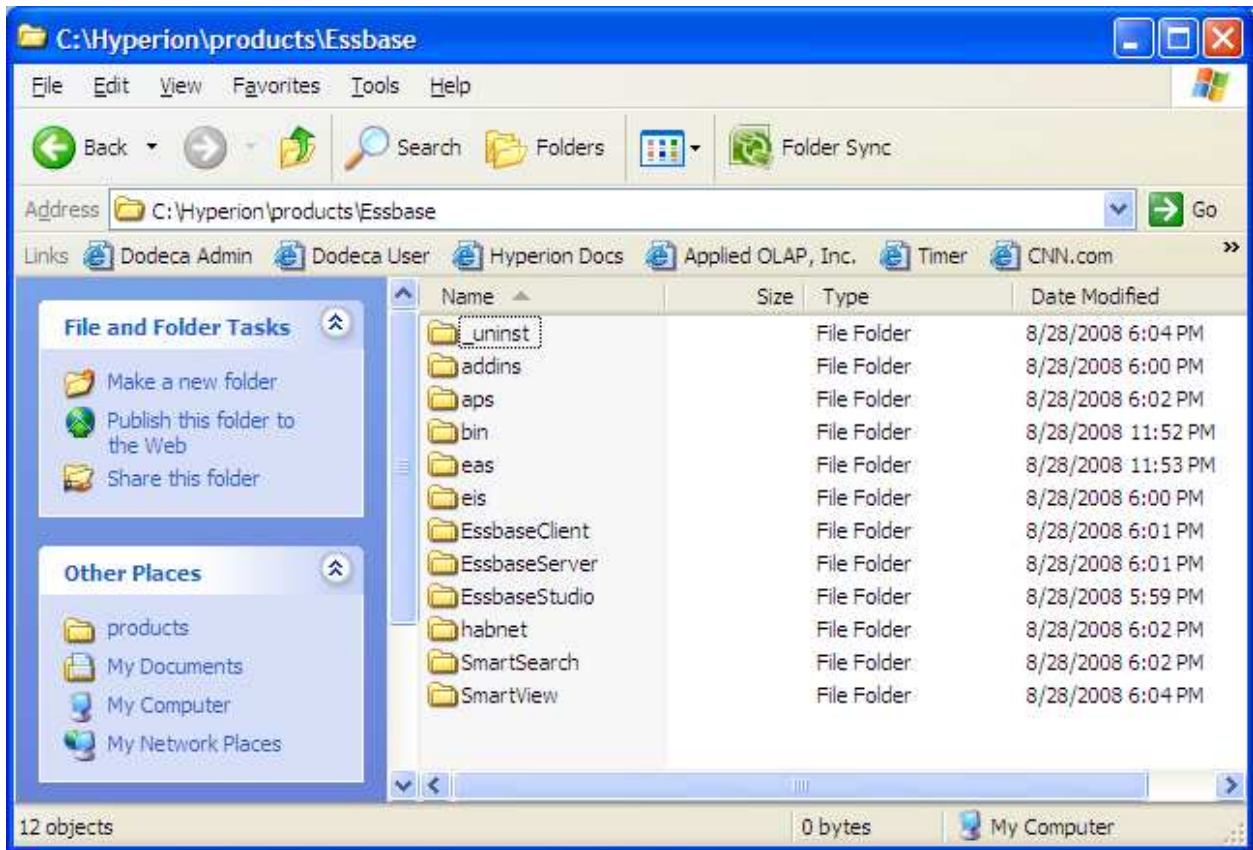 C:\Hyperion\products\Essbase
File Edit View Favorites Tools Help
Back Search Folders Folder Sync
Address C:\Hyperion\products\Essbase Go
Links Dodeca Admin Dodeca User Hyperion Docs Applied OLAP, Inc. Timer CNN.com »
File and Folder Tasks
Make a new folder
Publish this folder to
the Web
Share this folder
Other Places
products
My Documents
My Computer
My Network Places
Name Size Type Date Modified
_uninst File Folder 8/28/2008 6:04 PM
addins File Folder 8/28/2008 6:00 PM
aps File Folder 8/28/2008 6:02 PM
bin File Folder 8/28/2008 11:52 PM
eas File Folder 8/28/2008 11:53 PM
eis File Folder 8/28/2008 6:00 PM
EssbaseClient File Folder 8/28/2008 6:01 PM
EssbaseServer File Folder 8/28/2008 6:01 PM
EssbaseStudio File Folder 8/28/2008 5:59 PM
habnet File Folder 8/28/2008 6:02 PM
SmartSearch File Folder 8/28/2008 6:02 PM
SmartView File Folder 8/28/2008 6:04 PM
12 objects 0 bytes My Computer